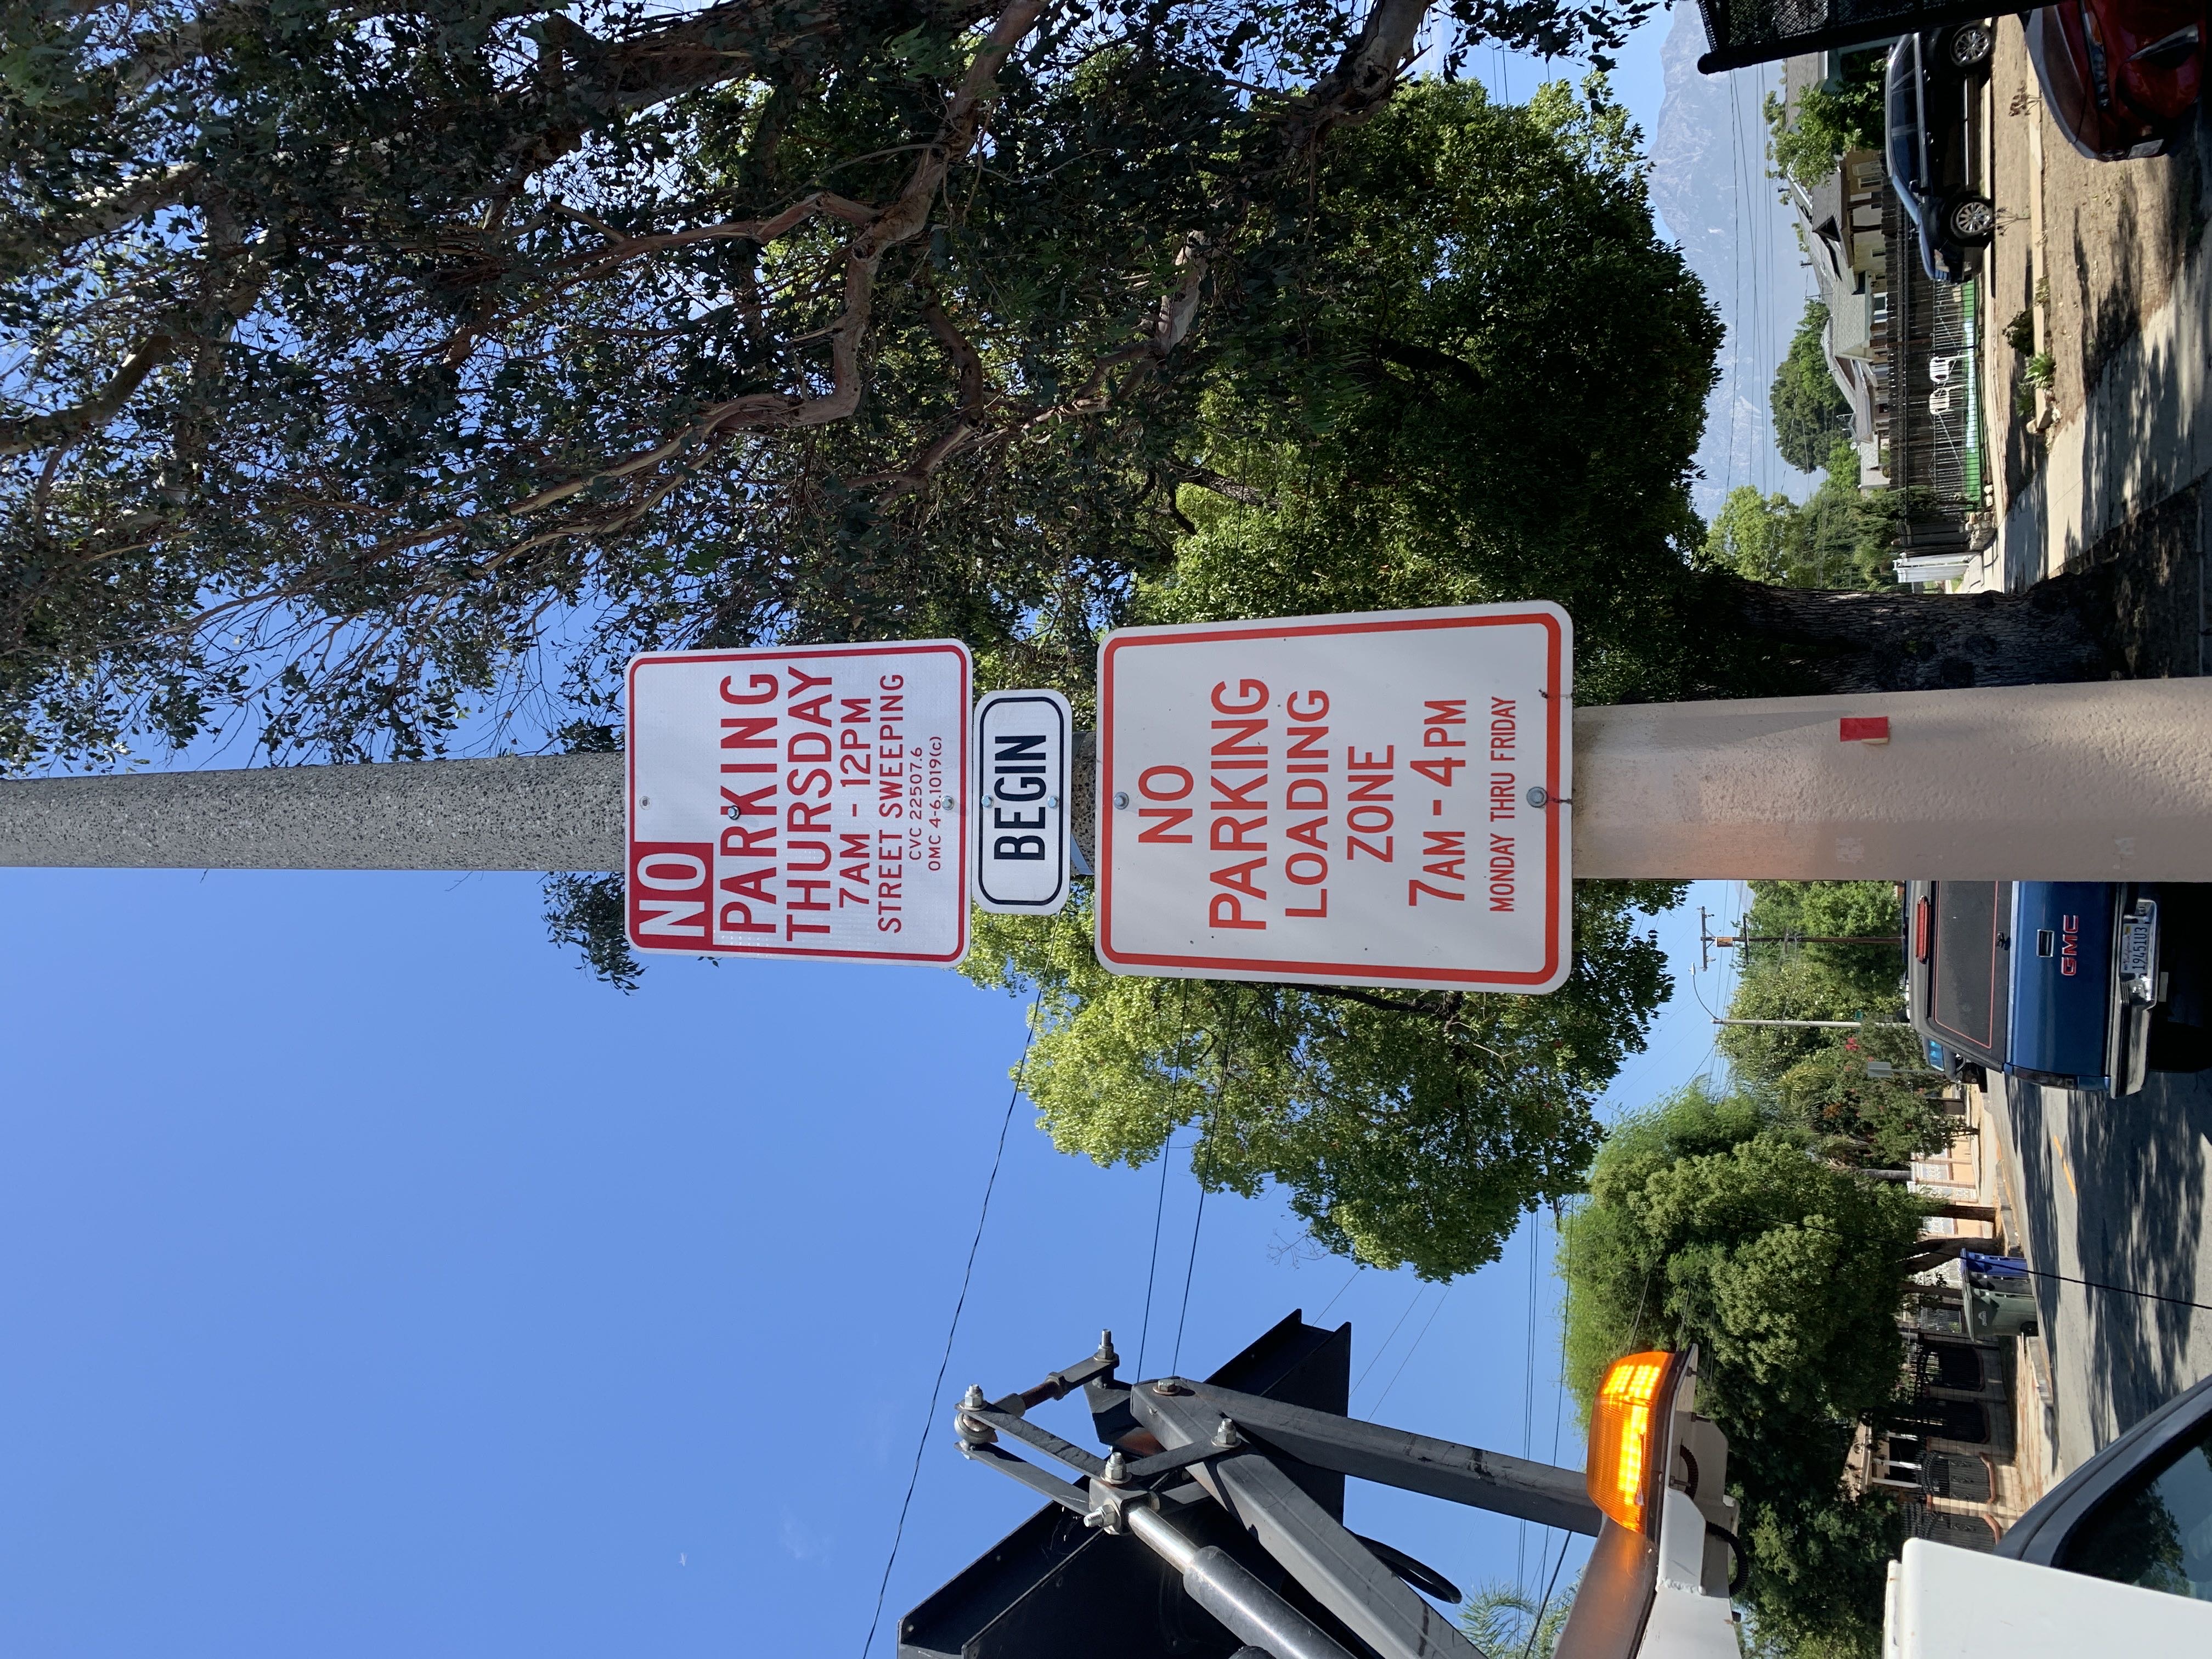 NO
PARKING
THURSDAY
7AM - 12PM
STREET SWEEPING
CVC 22507.6
OMC 4-6.1019(c)
BEGIN
NO
PARKING
LOADING
ZONE
7AM - 4PM
MONDAY THRU FRIDAY
GMC
19451U3